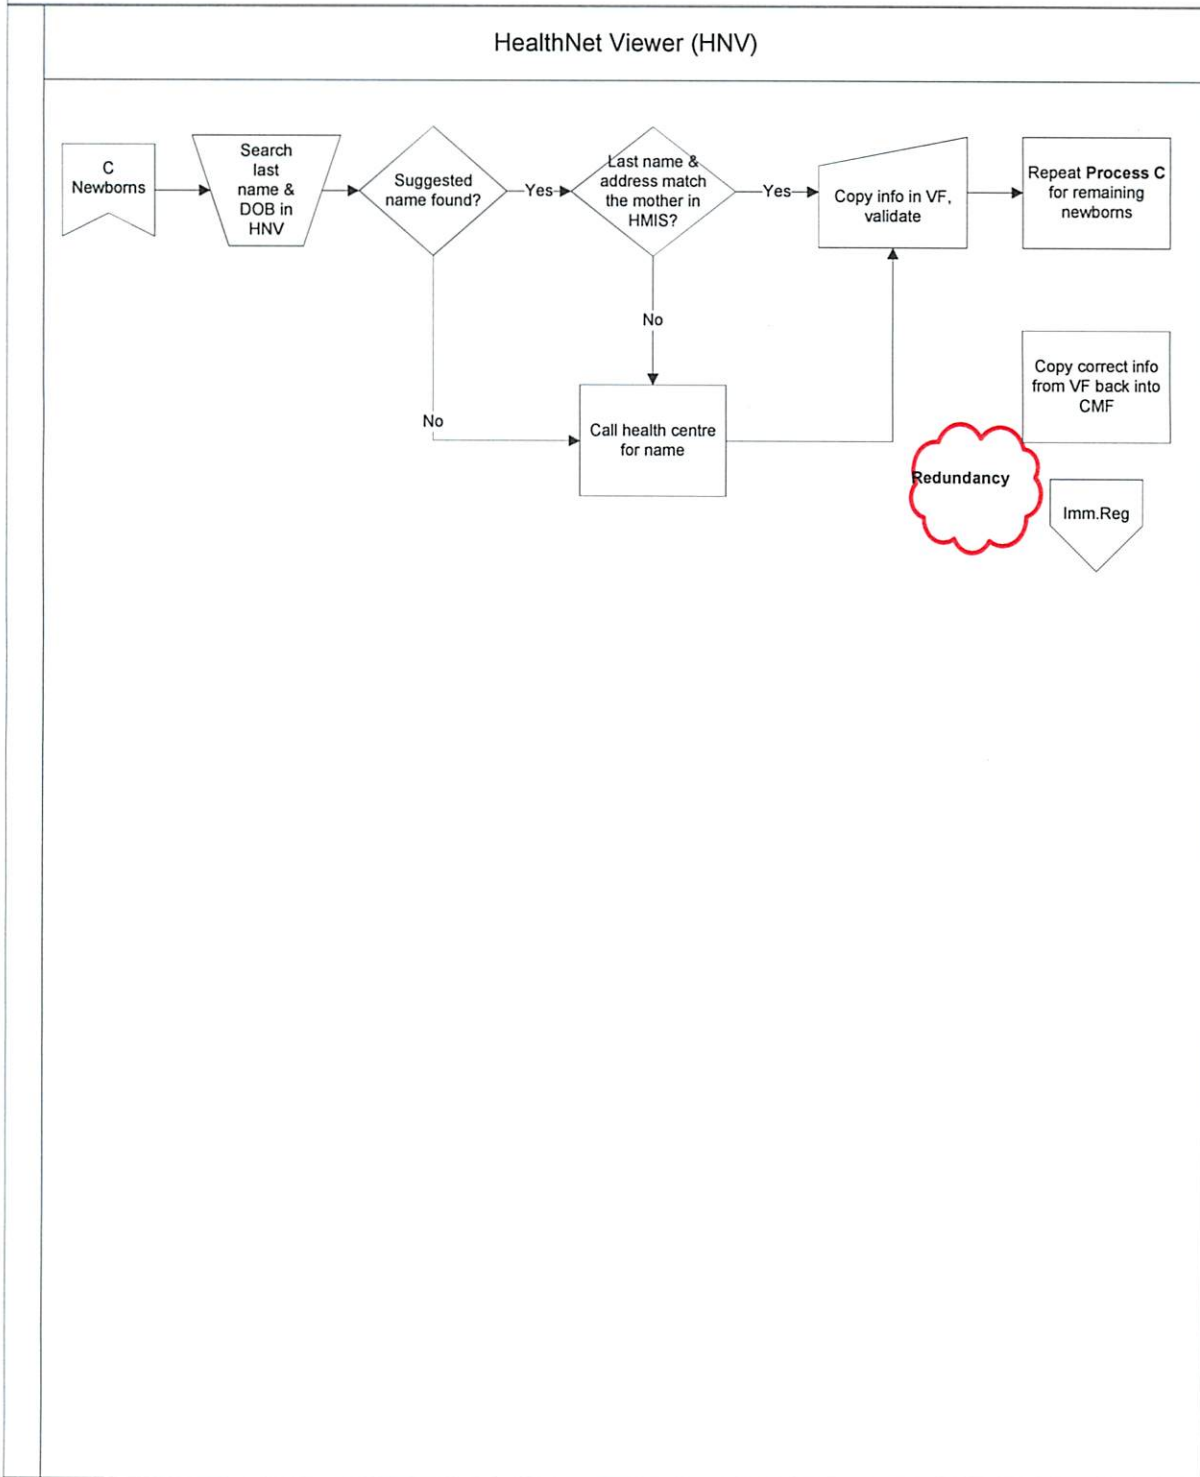 HealthNet Viewer (HNV)
C
Newborns
Search
last
name &
DOB in
HNV
Suggested
name found?
Yes
Last name &
address match
the mother in
HMIS?
Yes
Copy info in VF,
validate
Repeat Process C
for remaining
newborns
No
No
Call health centre
for name
Copy correct info
from VF back into
CMF
Redundancy
Imm.Reg